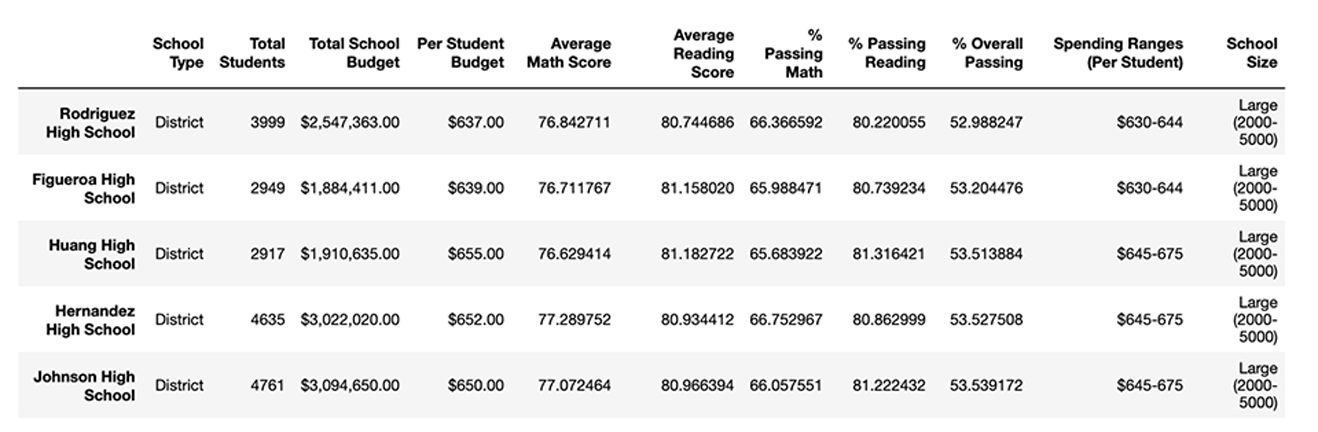 School Type Total Students Total School Budget Per Student Budget Average Math Score Average Reading Score % Passing Math % Passing Reading % Overall Passing Spending Ranges (Per Student) School Size
Rodriguez High School District 3999 $2,547,363.00 $637.00 76.842711 80.744686 66.366592 80.220055 52.988247 $630-644 Large (2000-5000)
Figueroa High School District 2949 $1,884,411.00 $639.00 76.711767 81.158020 65.988471 80.739234 53.204476 $630-644 Large (2000-5000)
Huang High School District 2917 $1,910,635.00 $655.00 76.629414 81.182722 65.683922 81.316421 53.513884 $645-675 Large (2000-5000)
Hernandez High School District 4635 $3,022,020.00 $652.00 77.289752 80.934412 66.752967 80.862999 53.527508 $645-675 Large (2000-5000)
Johnson High School District 4761 $3,094,650.00 $650.00 77.072464 80.966394 66.057551 81.222432 53.539172 $645-675 Large (2000-5000)